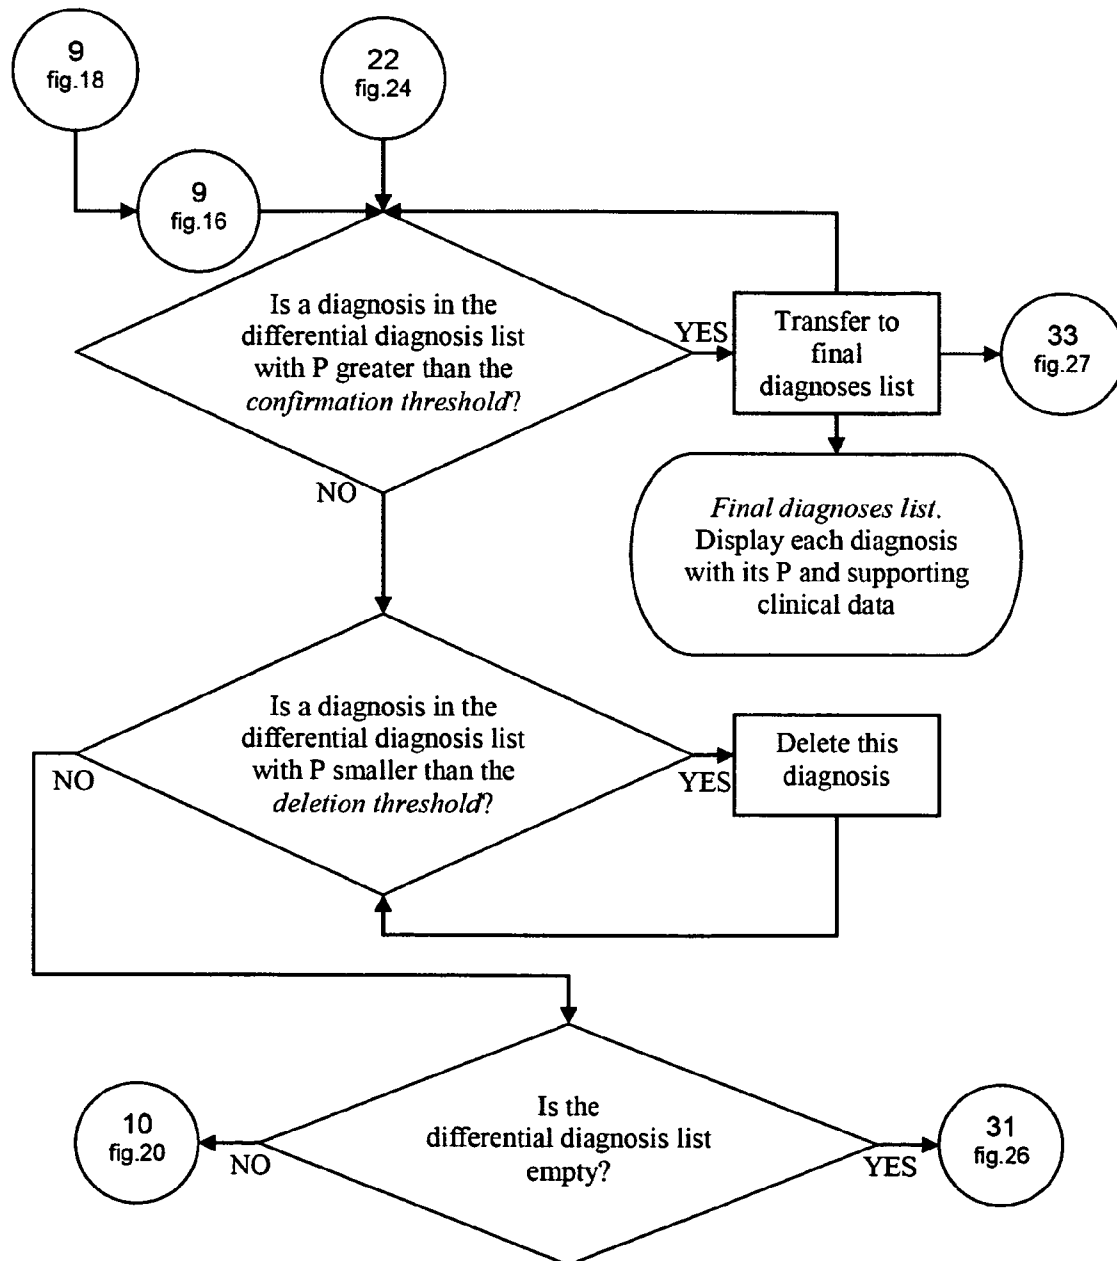 9
fig.18
22
fig.24
9
fig.16
Is a diagnosis in the
differential diagnosis list
with P greater than the
confirmation threshold?
YES
Transfer to
final
diagnoses list
33
fig.27
NO
Final diagnoses list.
Display each diagnosis
with its P and supporting
clinical data
Is a diagnosis in the
differential diagnosis list
with P smaller than the
deletion threshold?
NO
YES
Delete this
diagnosis
10
fig.20
NO
Is the
differential diagnosis list
empty?
YES
31
fig.26